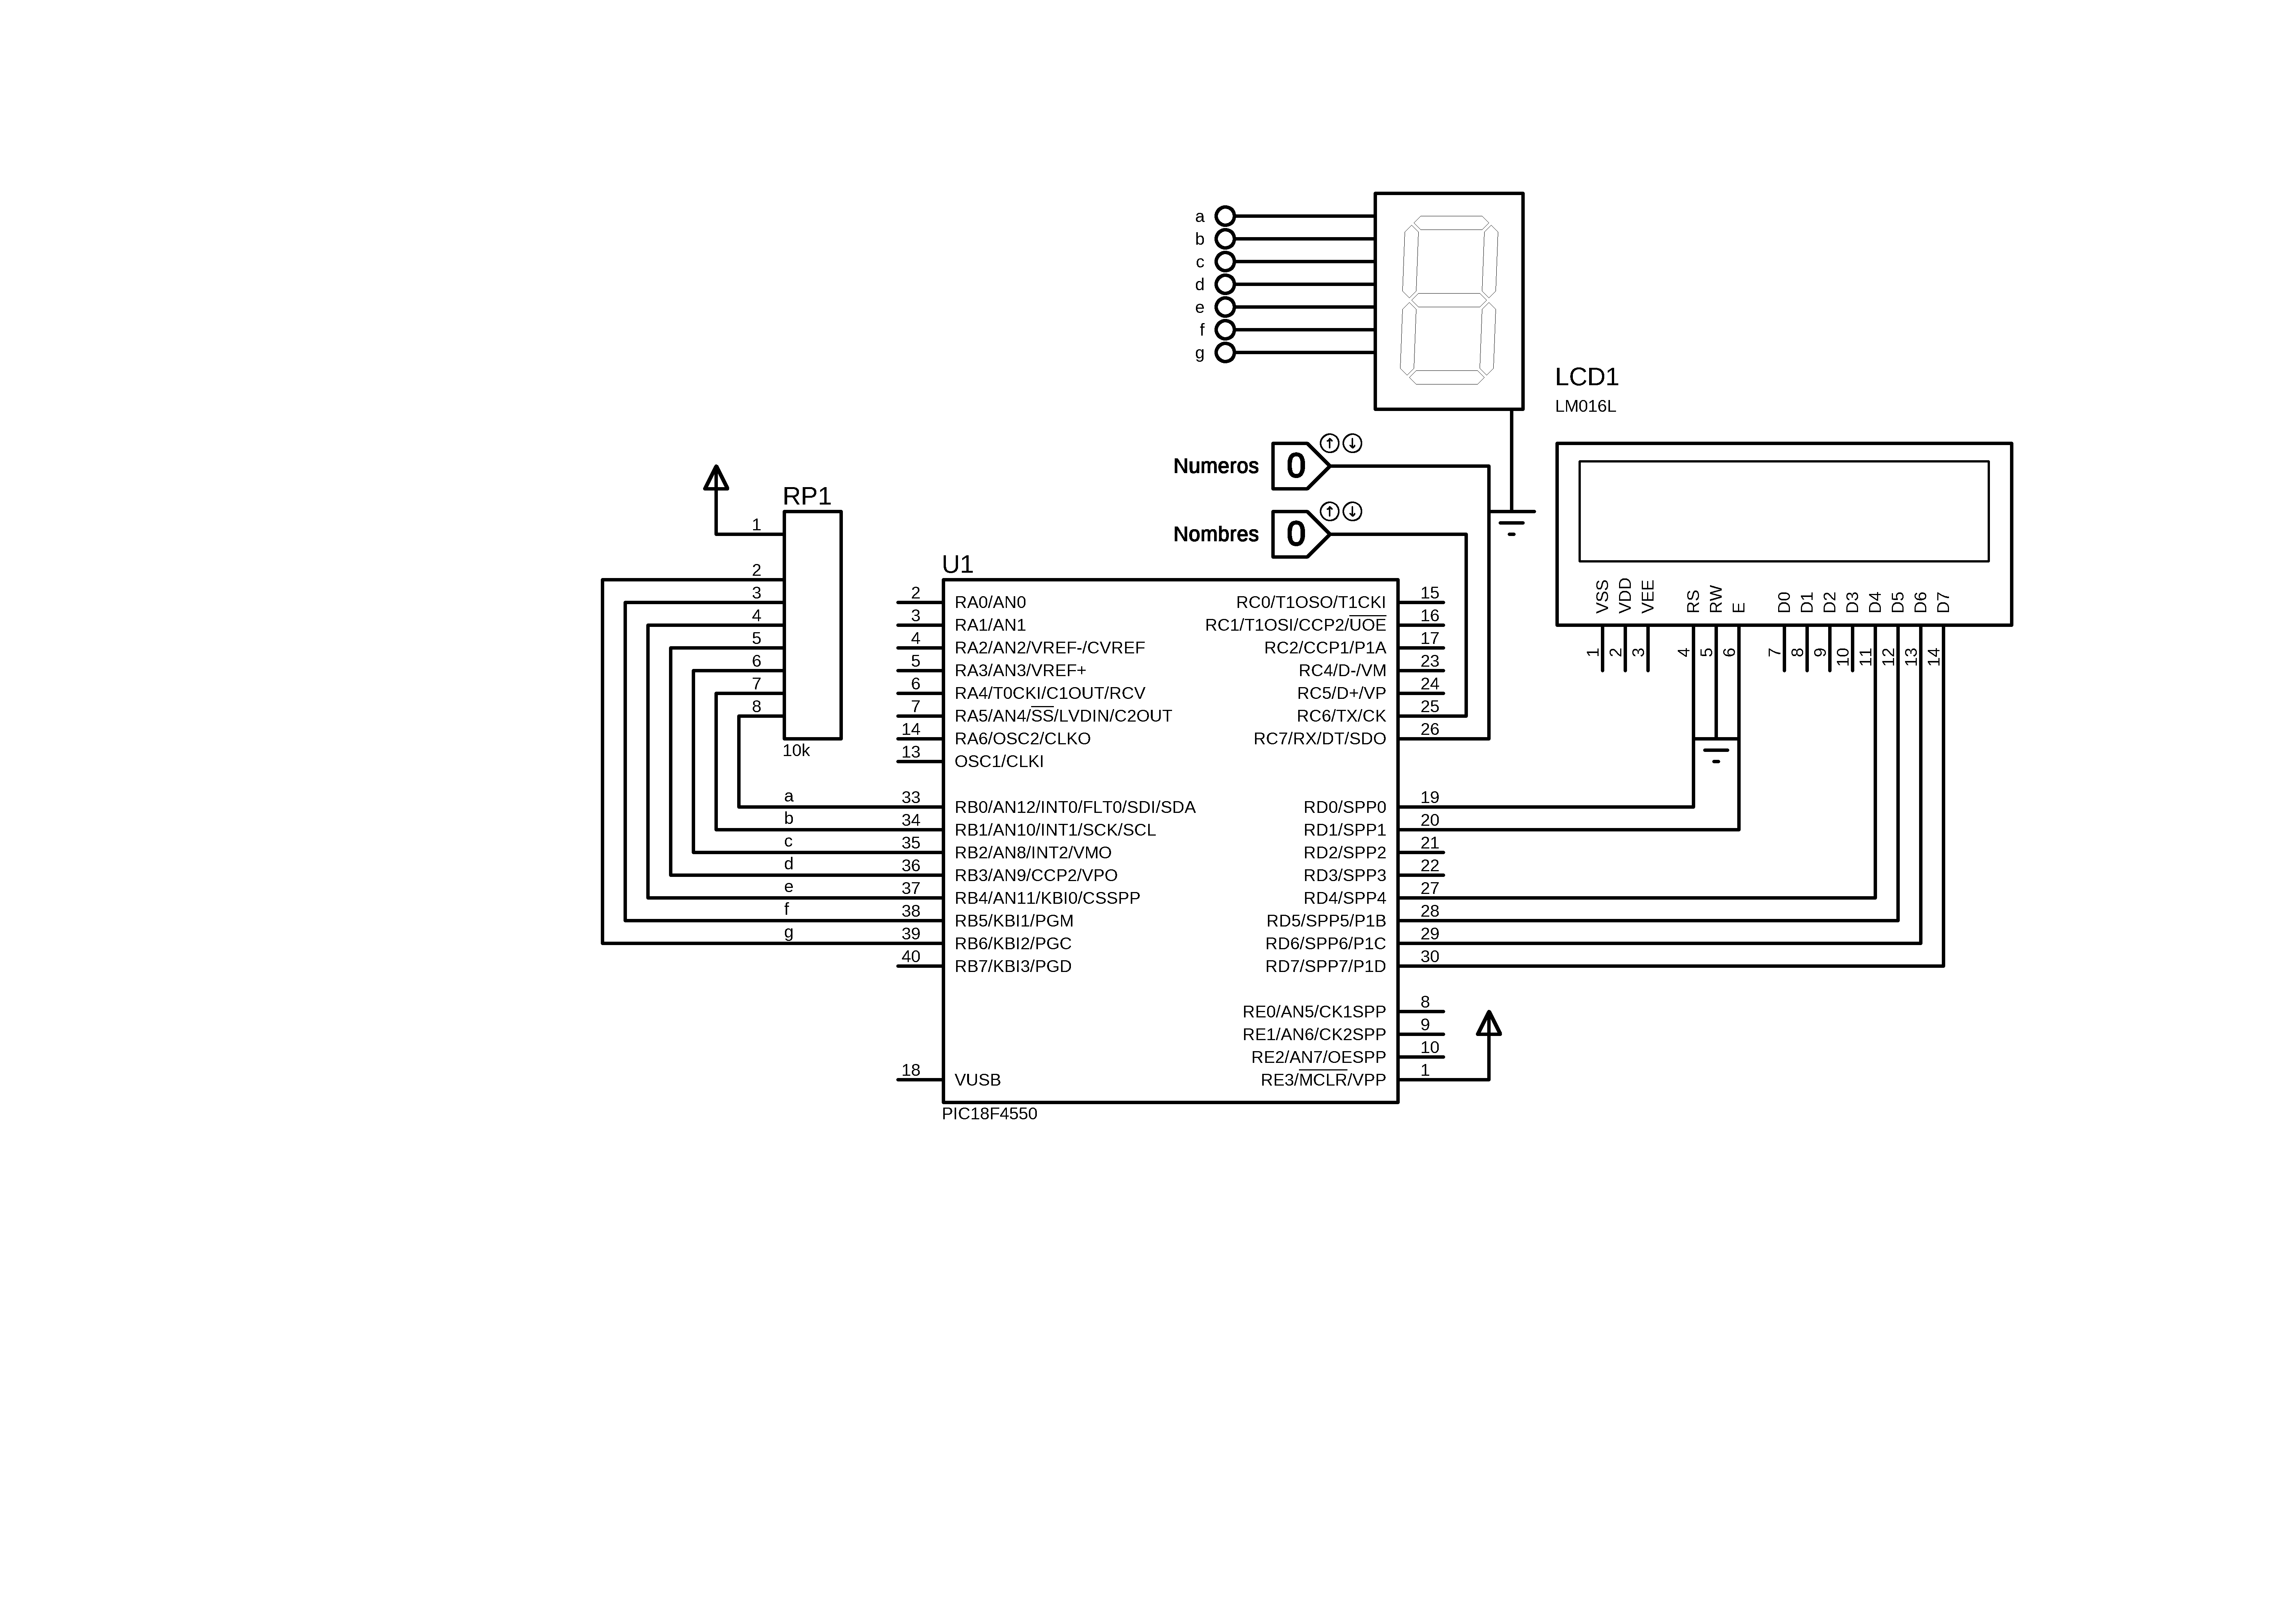 a
b
c
d
e
f
g
LCD1
LM016L
Numeros 0
Nombres 0
RP1
1
2
3
4
5
6
7
8
10k
VSS VDD VEE RS RW E D0 D1 D2 D3 D4 D5 D6 D7
1 2 3 4 5 6 7 8 9 10 11 12 13 14
U1
2 RA0/AN0 RC0/T1OSO/T1CKI 15
3 RA1/AN1 RC1/T1OSI/CCP2/UOE 16
4 RA2/AN2/VREF-/CVREF RC2/CCP1/P1A 17
5 RA3/AN3/VREF+ RC4/D-/VM 23
6 RA4/T0CKI/C1OUT/RCV RC5/D+/VP 24
7 RA5/AN4/SS/LVDIN/C2OUT RC6/TX/CK 25
14 RA6/OSC2/CLKO RC7/RX/DT/SDO 26
13 OSC1/CLKI
a 33 RB0/AN12/INT0/FLT0/SDI/SDA RD0/SPP0 19
b 34 RB1/AN10/INT1/SCK/SCL RD1/SPP1 20
c 35 RB2/AN8/INT2/VMO RD2/SPP2 21
d 36 RB3/AN9/CCP2/VPO RD3/SPP3 22
e 37 RB4/AN11/KBI0/CSSPP RD4/SPP4 27
f 38 RB5/KBI1/PGM RD5/SPP5/P1B 28
g 39 RB6/KBI2/PGC RD6/SPP6/P1C 29
40 RB7/KBI3/PGD RD7/SPP7/P1D 30
RE0/AN5/CK1SPP 8
RE1/AN6/CK2SPP 9
RE2/AN7/OESPP 10
18 VUSB RE3/MCLR/VPP 1
PIC18F4550